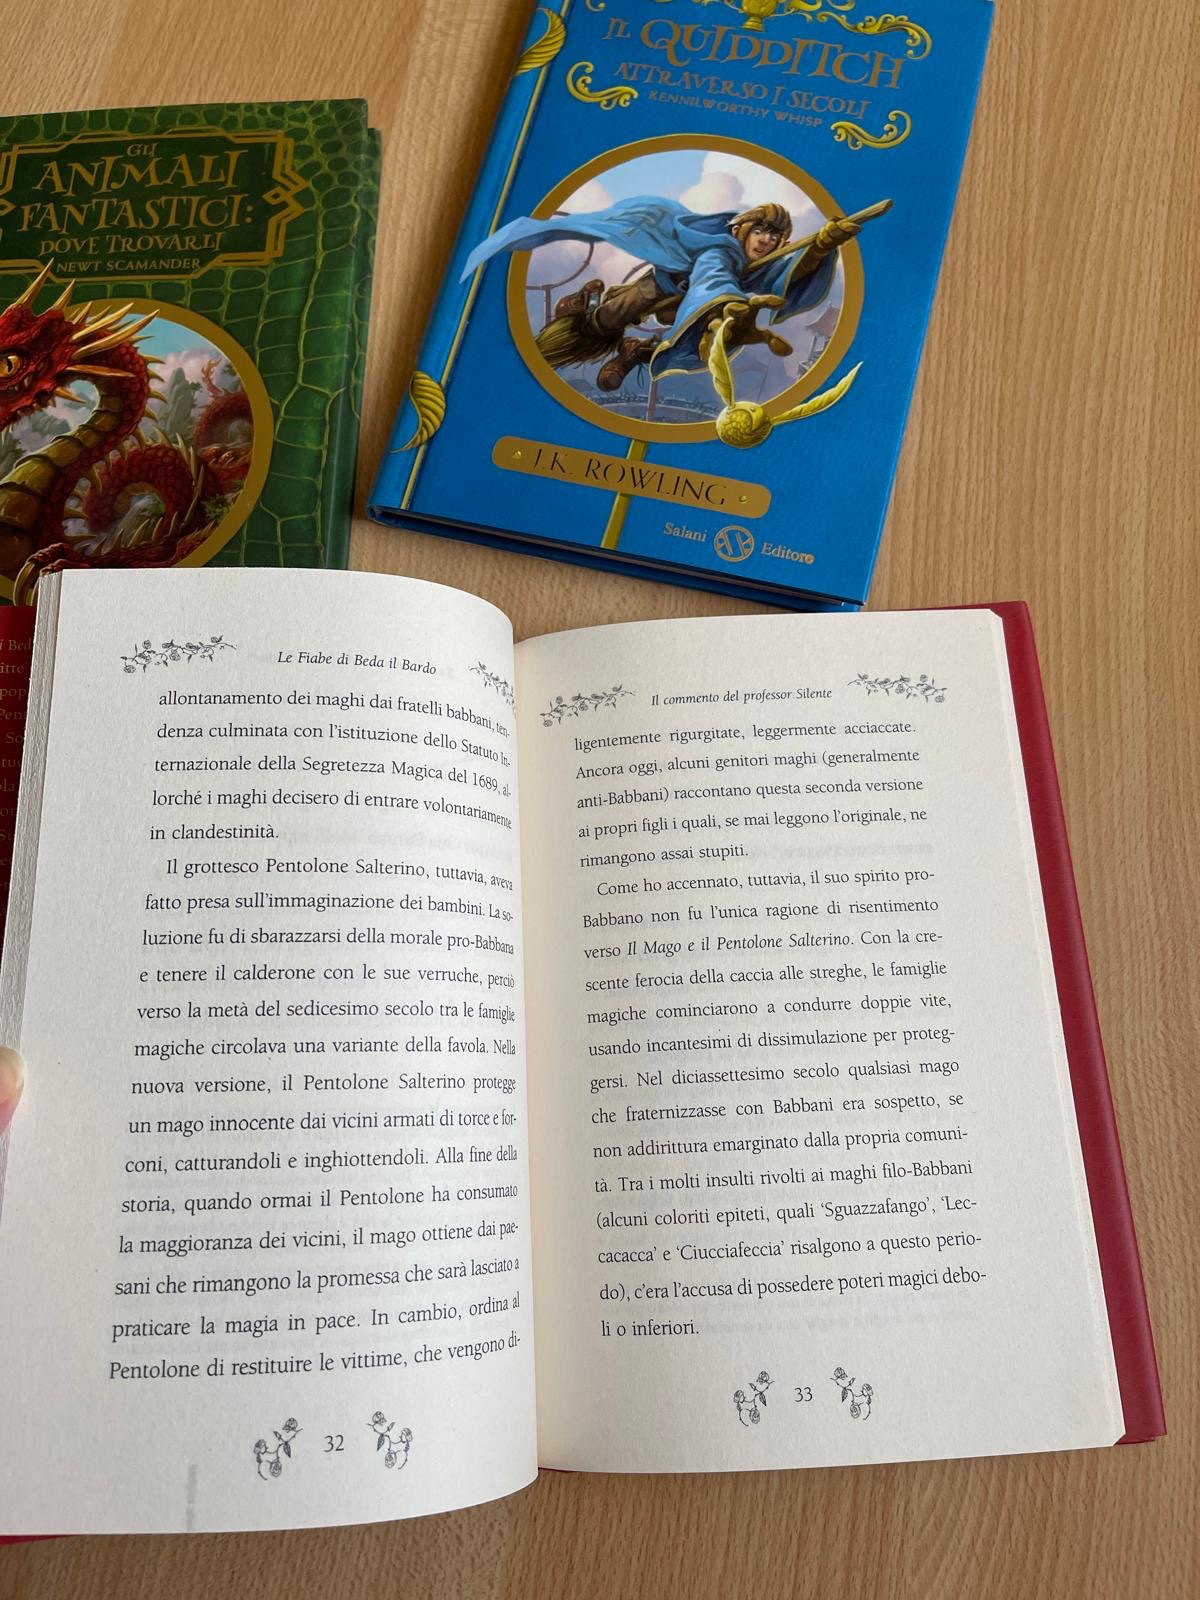 GLI
ANIMALI
FANTASTICI:
DOVE TROVARLI
NEWT SCAMANDER
IL QUIDDITCH
ATTRAVERSO I SECOLI
KENNILWORTHY WHISP
J.K. ROWLING
Salani Editore
Le Fiabe di Beda il Bardo
allontanamento dei maghi dai fratelli babbani, ten-
denza culminata con l'istituzione dello Statuto In-
ternazionale della Segretezza Magica del 1689, al-
lorché i maghi decisero di entrare volontariamente
in clandestinità.
Il grottesco Pentolone Salterino, tuttavia, aveva
fatto presa sull'immaginazione dei bambini. La so-
luzione fu di sbarazzarsi della morale pro-Babbana
e tenere il calderone con le sue verruche, perciò
verso la metà del sedicesimo secolo tra le famiglie
magiche circolava una variante della favola. Nella
nuova versione, il Pentolone Salterino protegge
un mago innocente dai vicini armati di torce e for-
coni, catturandoli e inghiottendoli. Alla fine della
storia, quando ormai il Pentolone ha consumato
la maggioranza dei vicini, il mago ottiene dai pae-
sani che rimangono la promessa che sarà lasciato a
praticare la magia in pace. In cambio, ordina al
Pentolone di restituire le vittime, che vengono di-
32
Il commento del professor Silente
ligentemente rigurgitate, leggermente acciaccate.
Ancora oggi, alcuni genitori maghi (generalmente
anti-Babbani) raccontano questa seconda versione
ai propri figli i quali, se mai leggono l'originale, ne
rimangono assai stupiti.
Come ho accennato, tuttavia, il suo spirito pro-
Babbano non fu l'unica ragione di risentimento
verso Il Mago e il Pentolone Salterino. Con la cre-
scente ferocia della caccia alle streghe, le famiglie
magiche cominciarono a condurre doppie vite,
usando incantesimi di dissimulazione per proteg-
gersi. Nel diciassettesimo secolo qualsiasi mago
che fraternizzasse con Babbani era sospetto, se
non addirittura emarginato dalla propria comuni-
tà. Tra i molti insulti rivolti ai maghi filo-Babbani
(alcuni coloriti epiteti, quali 'Sguazzafango', 'Lec-
cacacca' e 'Ciucciafeccia' risalgono a questo perio-
do), c'era l'accusa di possedere poteri magici debo-
li o inferiori.
33